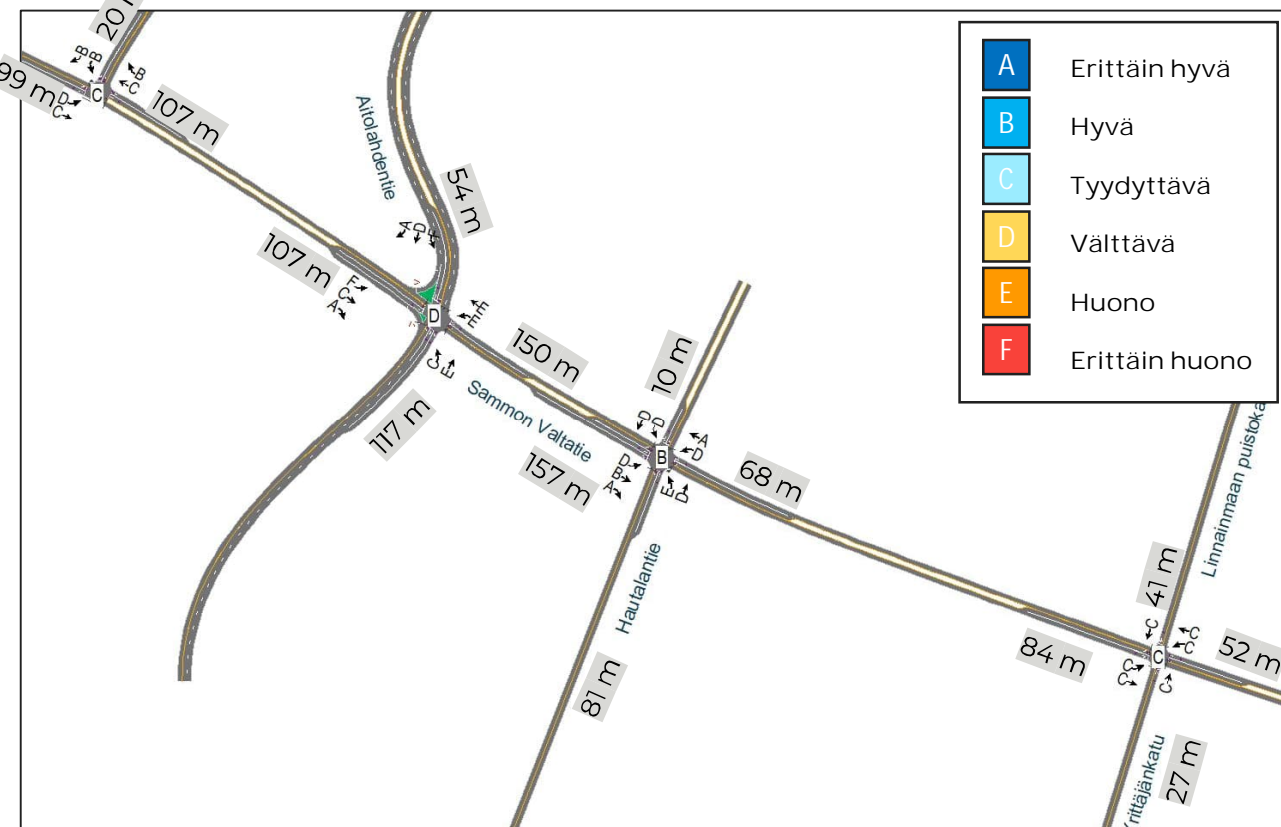 20 m
B
B
B
C
C
D
C
99 m
107 m
Aitolahdentie
54 m
A
D
F
107 m
F
C
A
D
E
E
C
E
117 m
150 m
Sammon Valtatie
157 m
10 m
D
D
A
D
B
D
B
A
E
D
68 m
Hautalantie
81 m
Linnainmaan
41 m
84 m
C
C
C
C
C
C
C
52 m
27 m
A Erittäin hyvä
B Hyvä
C Tyydyttävä
D Välttävä
E Huono
F Erittäin huono